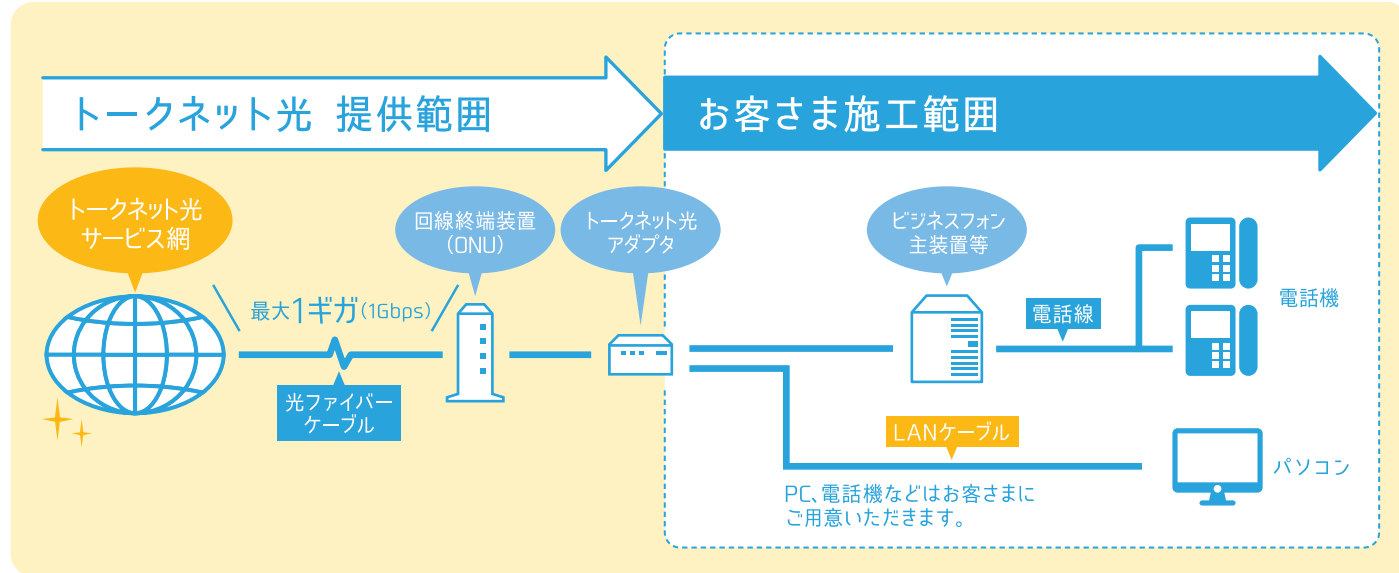 トークネット光 提供範囲
お客さま施工範囲
トークネット光
サービス網
回線終端装置
(ONU)
トークネット光
アダプタ
ビジネスフォン
主装置等
最大1ギガ(1Gbps)
電話線
電話機
光ファイバー
ケーブル
LANケーブル
パソコン
PC、電話機などはお客さまに
ご用意いただきます。